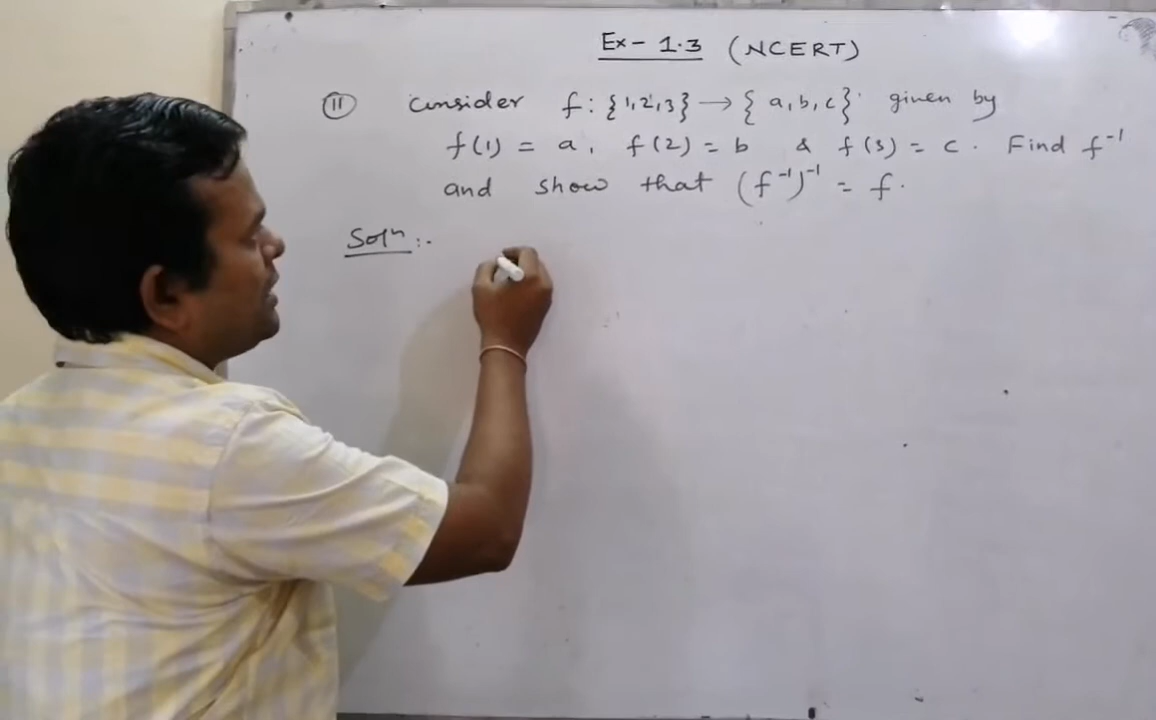 Ex- 1.3 (NCERT)
(11) Consider f: {1,2,3} → {a,b,c} given by
f(1) = a, f(2) = b & f(3) = c. Find f⁻¹
and show that (f⁻¹)⁻¹ = f.
Solⁿ:-